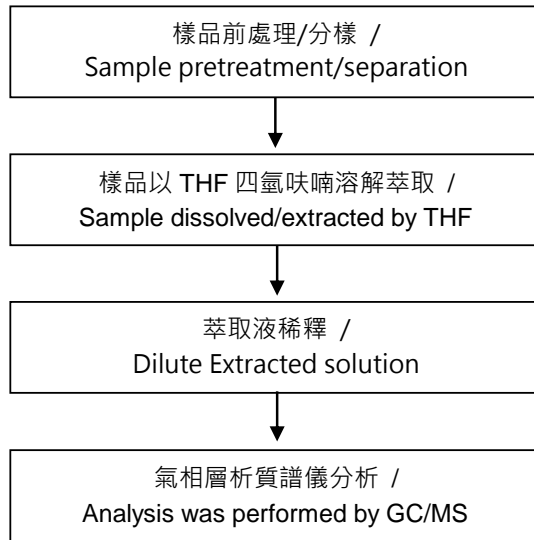 樣品前處理/分樣 /
Sample pretreatment/separation
樣品以 THF 四氫呋喃溶解萃取 /
Sample dissolved/extracted by THF
萃取液稀釋 /
Dilute Extracted solution
氣相層析質譜儀分析 /
Analysis was performed by GC/MS